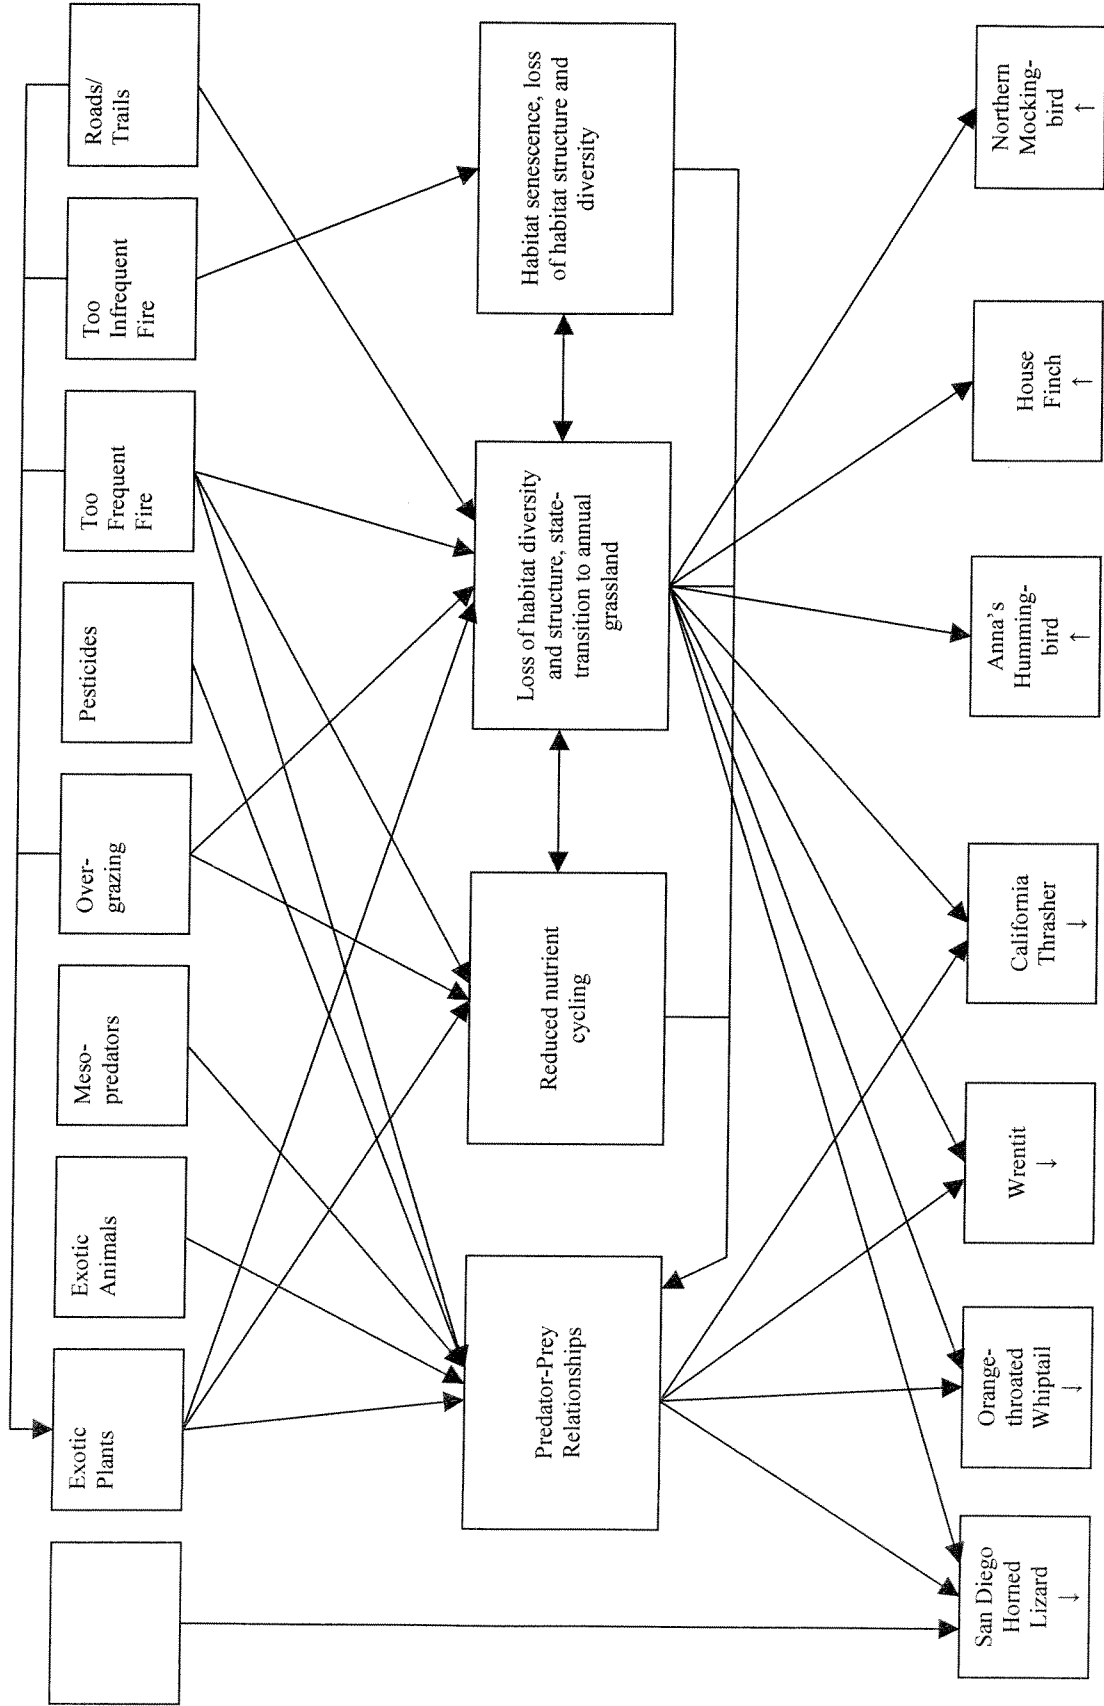 Exotic
Plants
Exotic
Animals
Meso-
predators
Over-
grazing
Pesticides
Too
Frequent
Fire
Too
Infrequent
Fire
Roads/
Trails
Predator-Prey
Relationships
Reduced nutrient
cycling
Loss of habitat diversity
and structure, state-
transition to annual
grassland
Habitat senescence, loss
of habitat structure and
diversity
San Diego
Horned
Lizard
↓
Orange-
throated
Whiptail
↓
Wrentit
↓
California
Thrasher
↓
Anna's
Humming-
bird
↑
House
Finch
↑
Northern
Mocking-
bird
↑